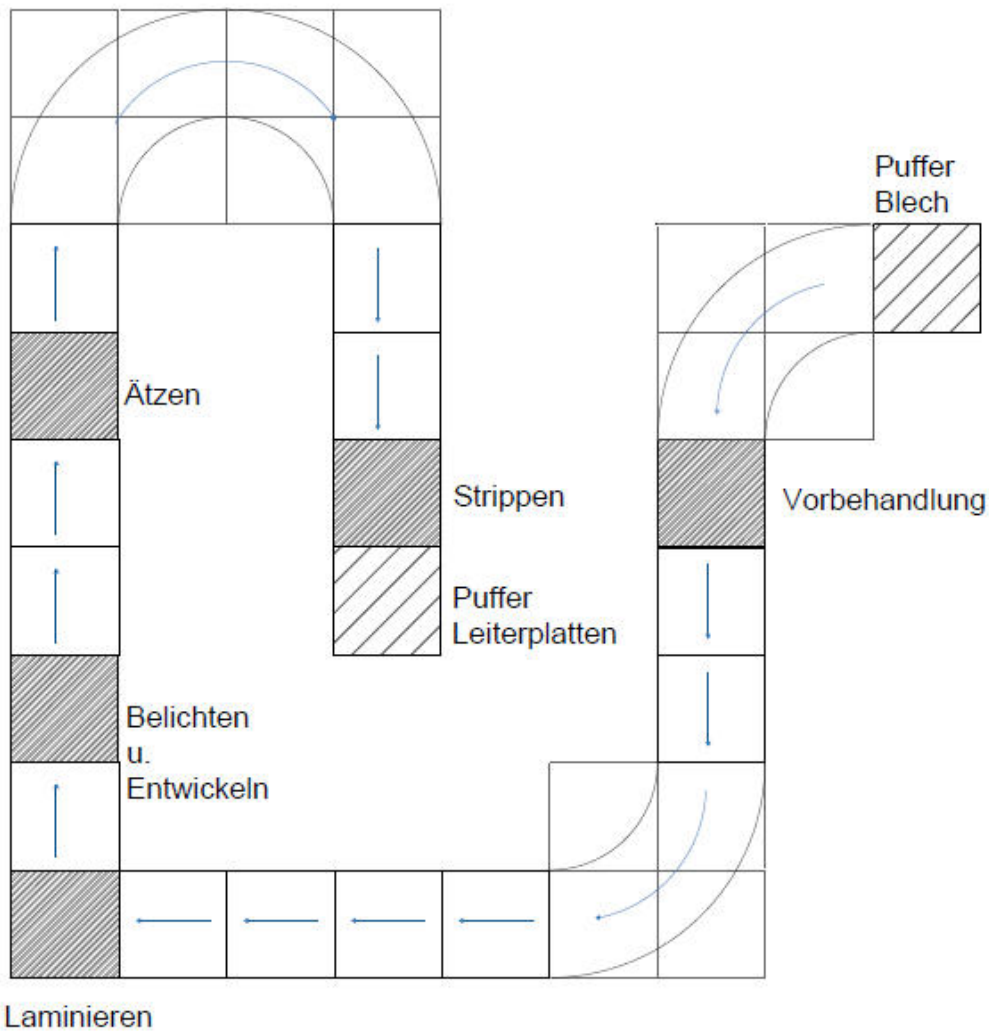 Puffer
Blech
Ätzen
Strippen
Vorbehandlung
Puffer
Leiterplatten
Belichten
u.
Entwickeln
Laminieren